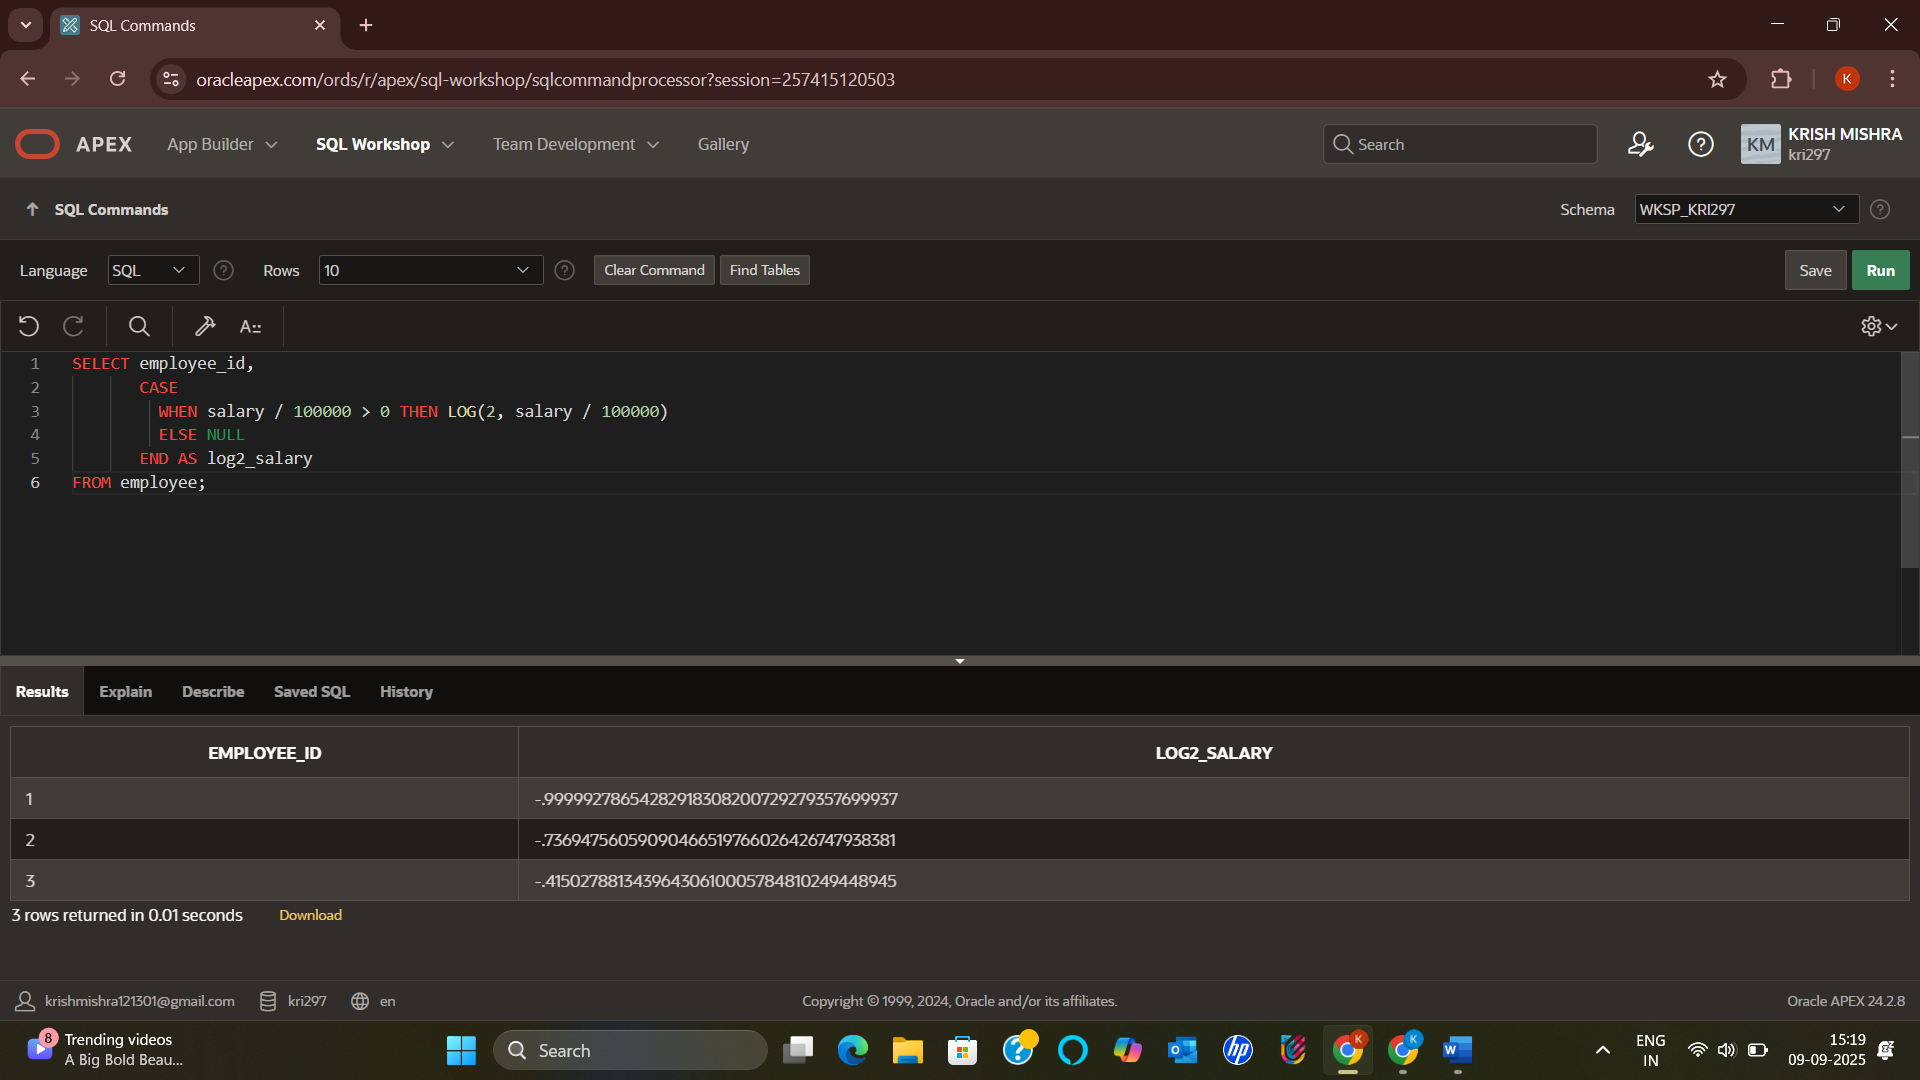 SQL Commands
oracleapex.com/ords/r/apex/sql-workshop/sqlcommandprocessor?session=257415120503
K
APEX App Builder SQL Workshop Team Development Gallery Search KM KRISH MISHRA
kri297
SQL Commands Schema WKSP_KRI297
Language SQL Rows 10 Clear Command Find Tables Save Run
1 SELECT employee_id,
2 CASE
3 WHEN salary / 100000 > 0 THEN LOG(2, salary / 100000)
4 ELSE NULL
5 END AS log2_salary
6 FROM employee;
Results Explain Describe Saved SQL History
EMPLOYEE_ID LOG2_SALARY
1 -.999992786542829183082007292793576999​37
2 -.73694756059090466519766026426747938381
3 -.41502788134396430610005784810249448945
3 rows returned in 0.01 seconds Download
krishmishra121301@gmail.com kri297 en Copyright © 1999, 2024, Oracle and/or its affiliates. Oracle APEX 24.2.8
8 Trending videos
A Big Bold Beau...
Search
ENG
IN
15:19
09-09-2025